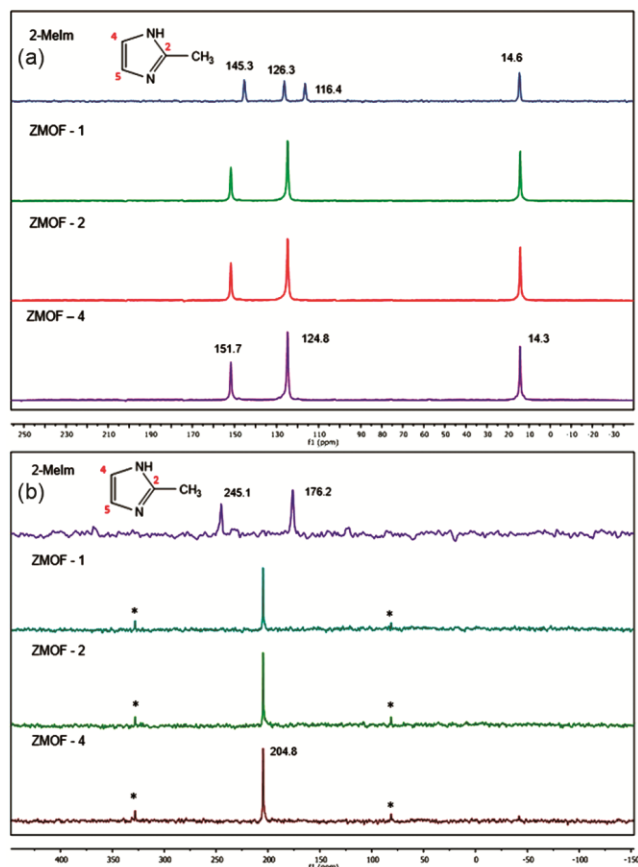 2-MeIm
(a)
4
NH
2
CH₃
5
N
145.3
126.3
116.4
14.6
ZMOF - 1
ZMOF - 2
ZMOF – 4
151.7
124.8
14.3
250 230 210 190 170 150 130 110 90 80 70 60 50 40 30 20 10 0 -10 -20 -30
f1 (ppm)
2-MeIm
(b)
4
NH
2
CH₃
5
N
245.1
176.2
ZMOF - 1
* *
ZMOF - 2
* *
ZMOF - 4
204.8
* *
400 350 300 250 200 150 100 50 0 -50 -100
f1 (ppm)